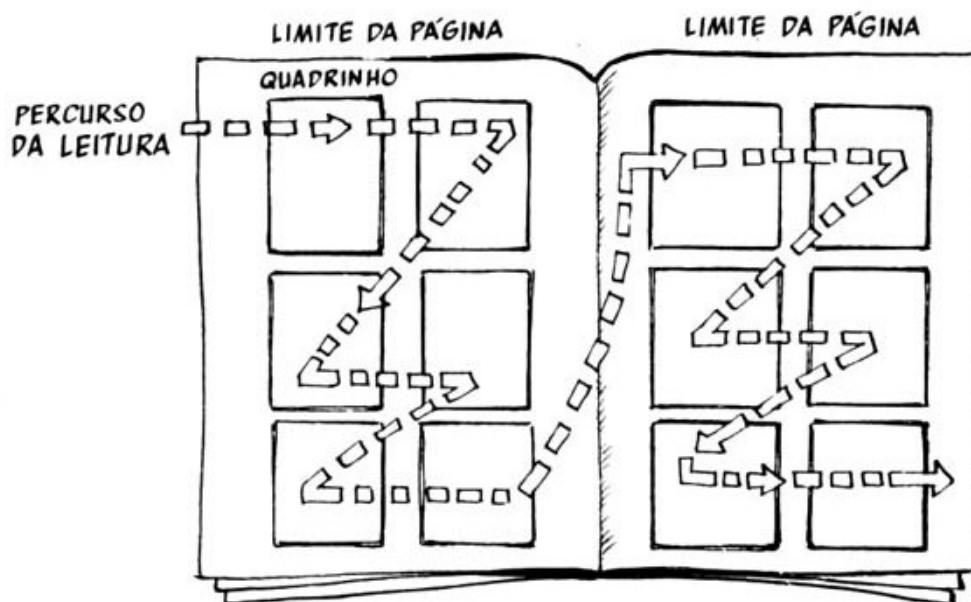 LIMITE DA PÁGINA
LIMITE DA PÁGINA
QUADRINHO
PERCURSO
DA LEITURA